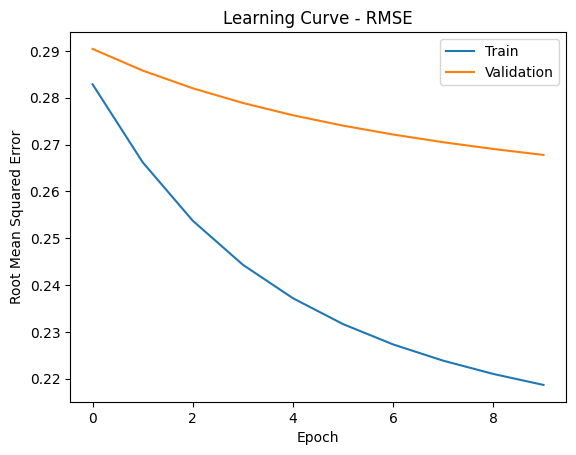 Learning Curve - RMSE
Train
Validation
Root Mean Squared Error
0.29
0.28
0.27
0.26
0.25
0.24
0.23
0.22
0
2
4
6
8
Epoch